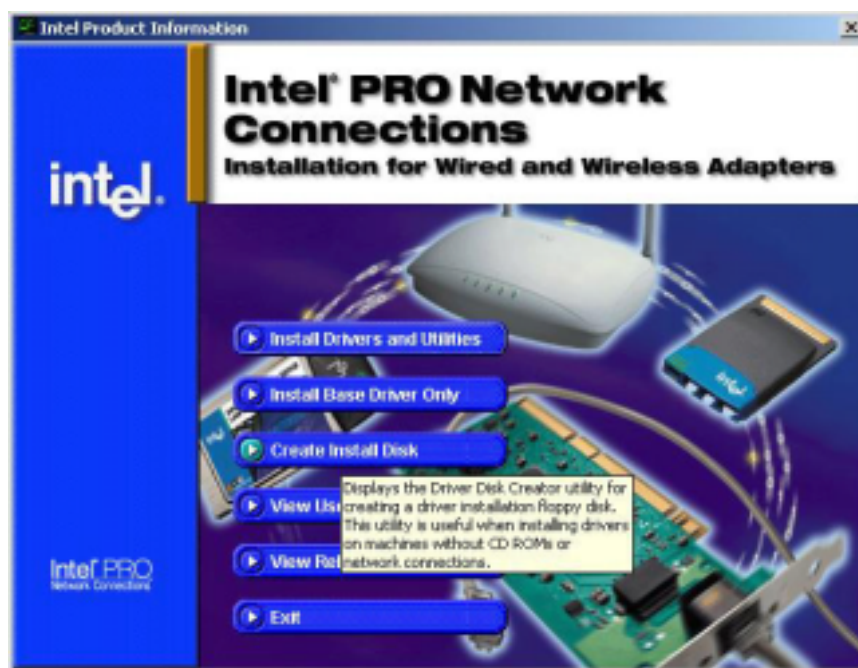 Intel Product Information
Intel® PRO Network
Connections
Installation for Wired and Wireless Adapters
intel.
Install Drivers and Utilities
Install Base Driver Only
intel
Create Install Disk
Displays the Driver Disk Creator utility for
View
creating a driver installation floppy disk.
This utility is useful when installing drivers
on machines without CD ROMs or
View
network connections.
Intel® PRO
Network Connections
Exit